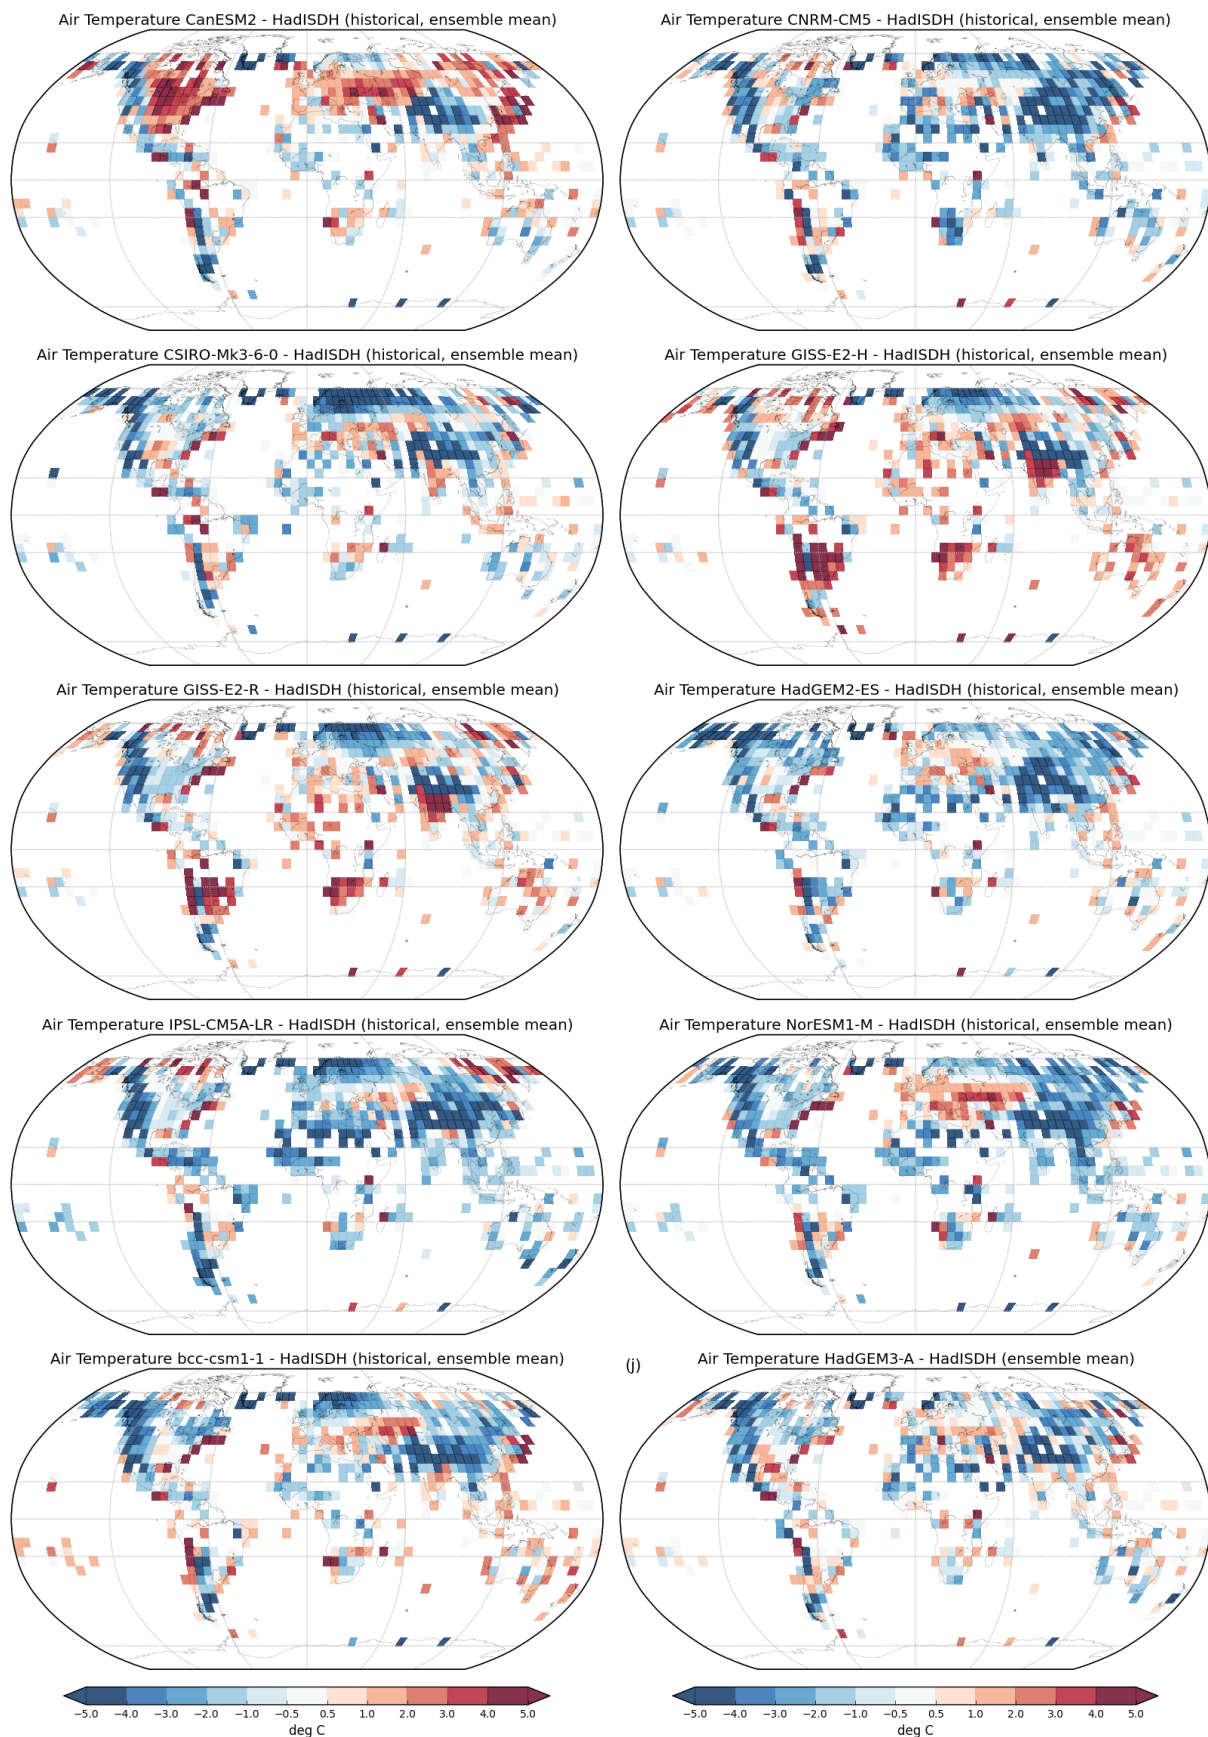 Air Temperature CanESM2 - HadISDH (historical, ensemble mean)
Air Temperature CNRM-CM5 - HadISDH (historical, ensemble mean)
Air Temperature CSIRO-Mk3-6-0 - HadISDH (historical, ensemble mean)
Air Temperature GISS-E2-H - HadISDH (historical, ensemble mean)
Air Temperature GISS-E2-R - HadISDH (historical, ensemble mean)
Air Temperature HadGEM2-ES - HadISDH (historical, ensemble mean)
Air Temperature IPSL-CM5A-LR - HadISDH (historical, ensemble mean)
Air Temperature NorESM1-M - HadISDH (historical, ensemble mean)
Air Temperature bcc-csm1-1 - HadISDH (historical, ensemble mean)
(j) Air Temperature HadGEM3-A - HadISDH (ensemble mean)
−5.0 −4.0 −3.0 −2.0 −1.0 −0.5 0.5 1.0 2.0 3.0 4.0 5.0
deg C
−5.0 −4.0 −3.0 −2.0 −1.0 −0.5 0.5 1.0 2.0 3.0 4.0 5.0
deg C